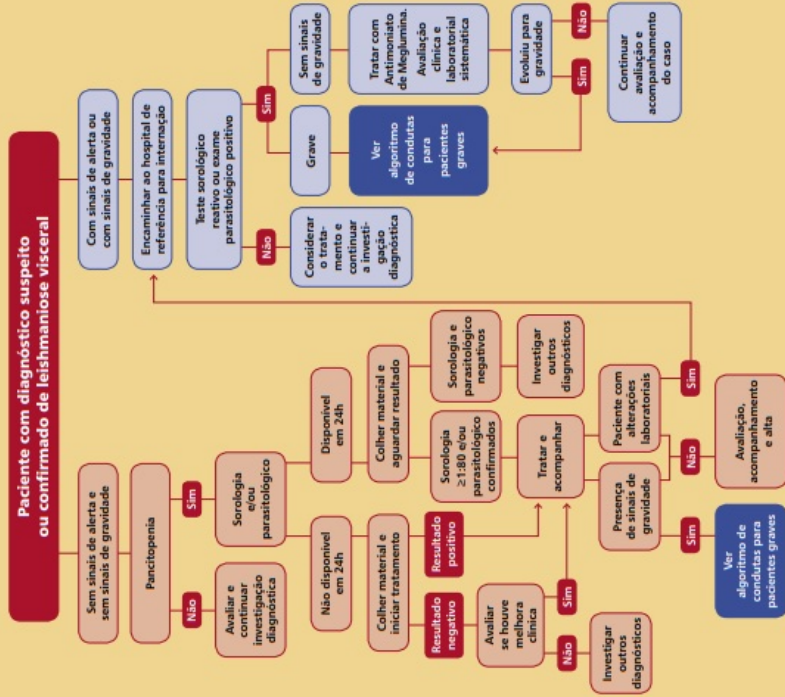 Paciente com diagnóstico suspeito
ou confirmado de leishmaniose visceral
Sem sinais de alerta e
sem sinais de gravidade
Pancitopenia
Não
Sim
Avaliar e
continuar
investigação
diagnóstica
Sorologia
e/ou
parasitológico
Não disponível
em 24h
Disponível
em 24h
Colher material e
iniciar tratamento
Colher material e
aguardar resultado
Resultado
negativo
Resultado
positivo
Sorologia
≥1:80 e/ou
parasitológico
confirmados
Sorologia e
parasitológico
negativos
Avaliar
se houve
melhora
clínica
Não
Sim
Investigar
outros
diagnósticos
Tratar e
acompanhar
Investigar
outros
diagnósticos
Presença
de sinais de
gravidade
Paciente com
alterações
laboratoriais
Sim
Não
Sim
Ver
algoritmo de
condutas para
pacientes graves
Avaliação,
acompanhamento
e alta
Com sinais de alerta ou
com sinais de gravidade
Encaminhar ao hospital de
referência para internação
Teste sorológico
reativo ou exame
parasitológico positivo
Não
Sim
Considerar
o trata-
mento e
continuar
a investi-
gação
diagnóstica
Grave
Sem sinais
de gravidade
Ver
algoritmo
de condutas
para
pacientes
graves
Tratar com
Antimoniato
de Meglumina.
Avaliação
clínica e
laboratorial
sistemática
Evoluiu para
gravidade
Sim
Não
Continuar
avaliação e
acompanhamento
do caso